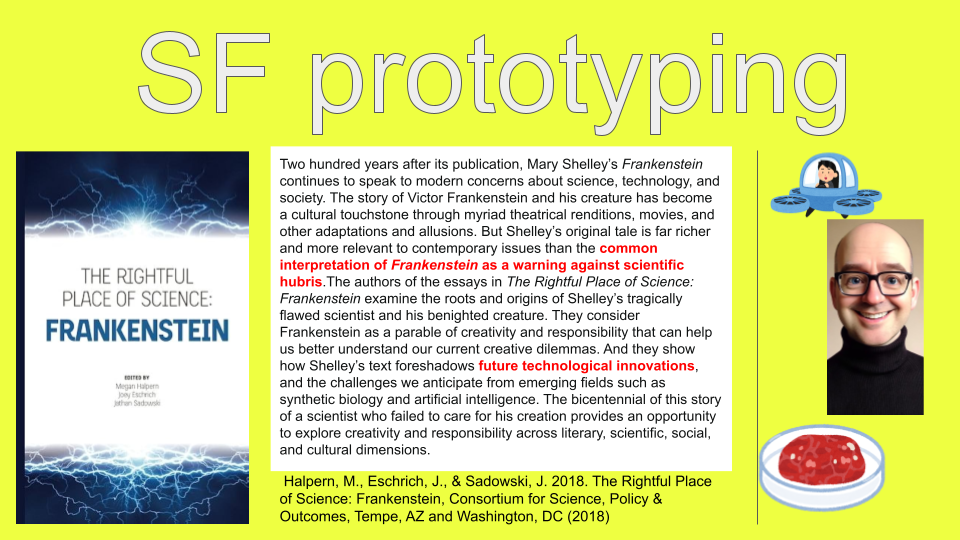 SF prototyping
THE RIGHTFUL
PLACE OF SCIENCE:
FRANKENSTEIN
EDITED BY
Megan Halpern
Joey Eschrich
Jathan Sadowski
Two hundred years after its publication, Mary Shelley’s Frankenstein
continues to speak to modern concerns about science, technology, and
society. The story of Victor Frankenstein and his creature has become
a cultural touchstone through myriad theatrical renditions, movies, and
other adaptations and allusions. But Shelley’s original tale is far richer
and more relevant to contemporary issues than the common
interpretation of Frankenstein as a warning against scientific
hubris.The authors of the essays in The Rightful Place of Science:
Frankenstein examine the roots and origins of Shelley’s tragically
flawed scientist and his benighted creature. They consider
Frankenstein as a parable of creativity and responsibility that can help
us better understand our current creative dilemmas. And they show
how Shelley’s text foreshadows future technological innovations,
and the challenges we anticipate from emerging fields such as
synthetic biology and artificial intelligence. The bicentennial of this story
of a scientist who failed to care for his creation provides an opportunity
to explore creativity and responsibility across literary, scientific, social,
and cultural dimensions.
Halpern, M., Eschrich, J., & Sadowski, J. 2018. The Rightful Place
of Science: Frankenstein, Consortium for Science, Policy &
Outcomes, Tempe, AZ and Washington, DC (2018)